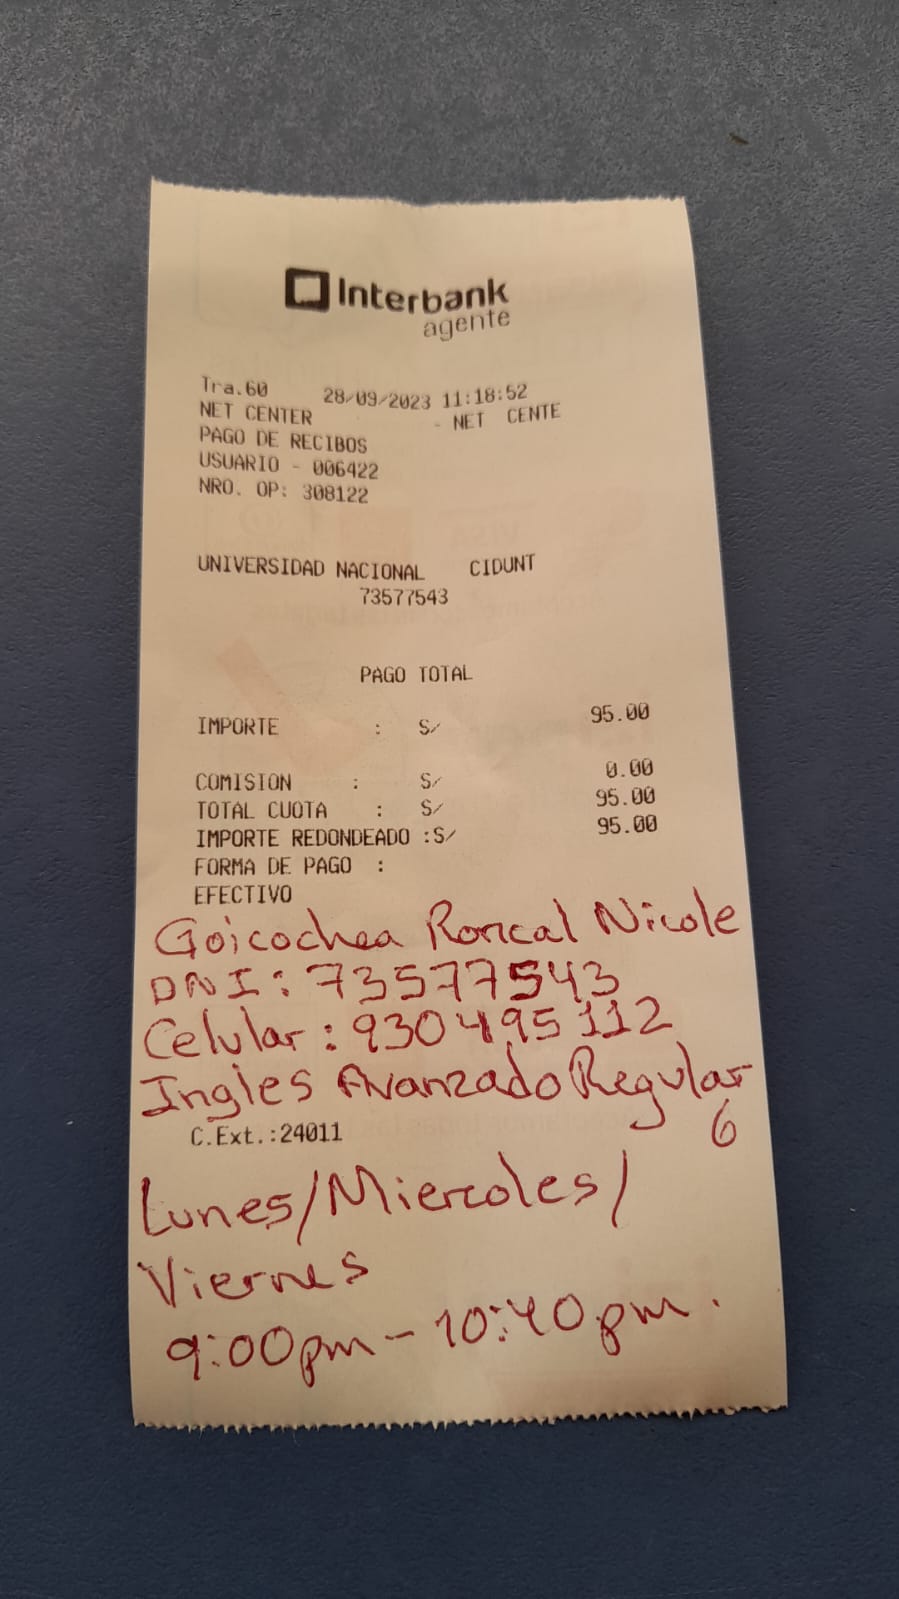 Interbank
agente
Tra.60 28/09/2023 11:18:52
NET CENTER - NET CENTE
PAGO DE RECIBOS
USUARIO - 006422
NRO. OP: 308122
UNIVERSIDAD NACIONAL CIDUNT
73577543
PAGO TOTAL
IMPORTE : S/ 95.00
COMISION : S/ 0.00
TOTAL CUOTA : S/ 95.00
IMPORTE REDONDEADO :S/ 95.00
FORMA DE PAGO :
EFECTIVO
Goicochea Roncal Nicole
DNI: 73577543
Celular: 930495112
Ingles Avanzado Regular
6
C.Ext.:24011
Lunes/Miercoles/
Viernes
9:00pm - 10:40pm.